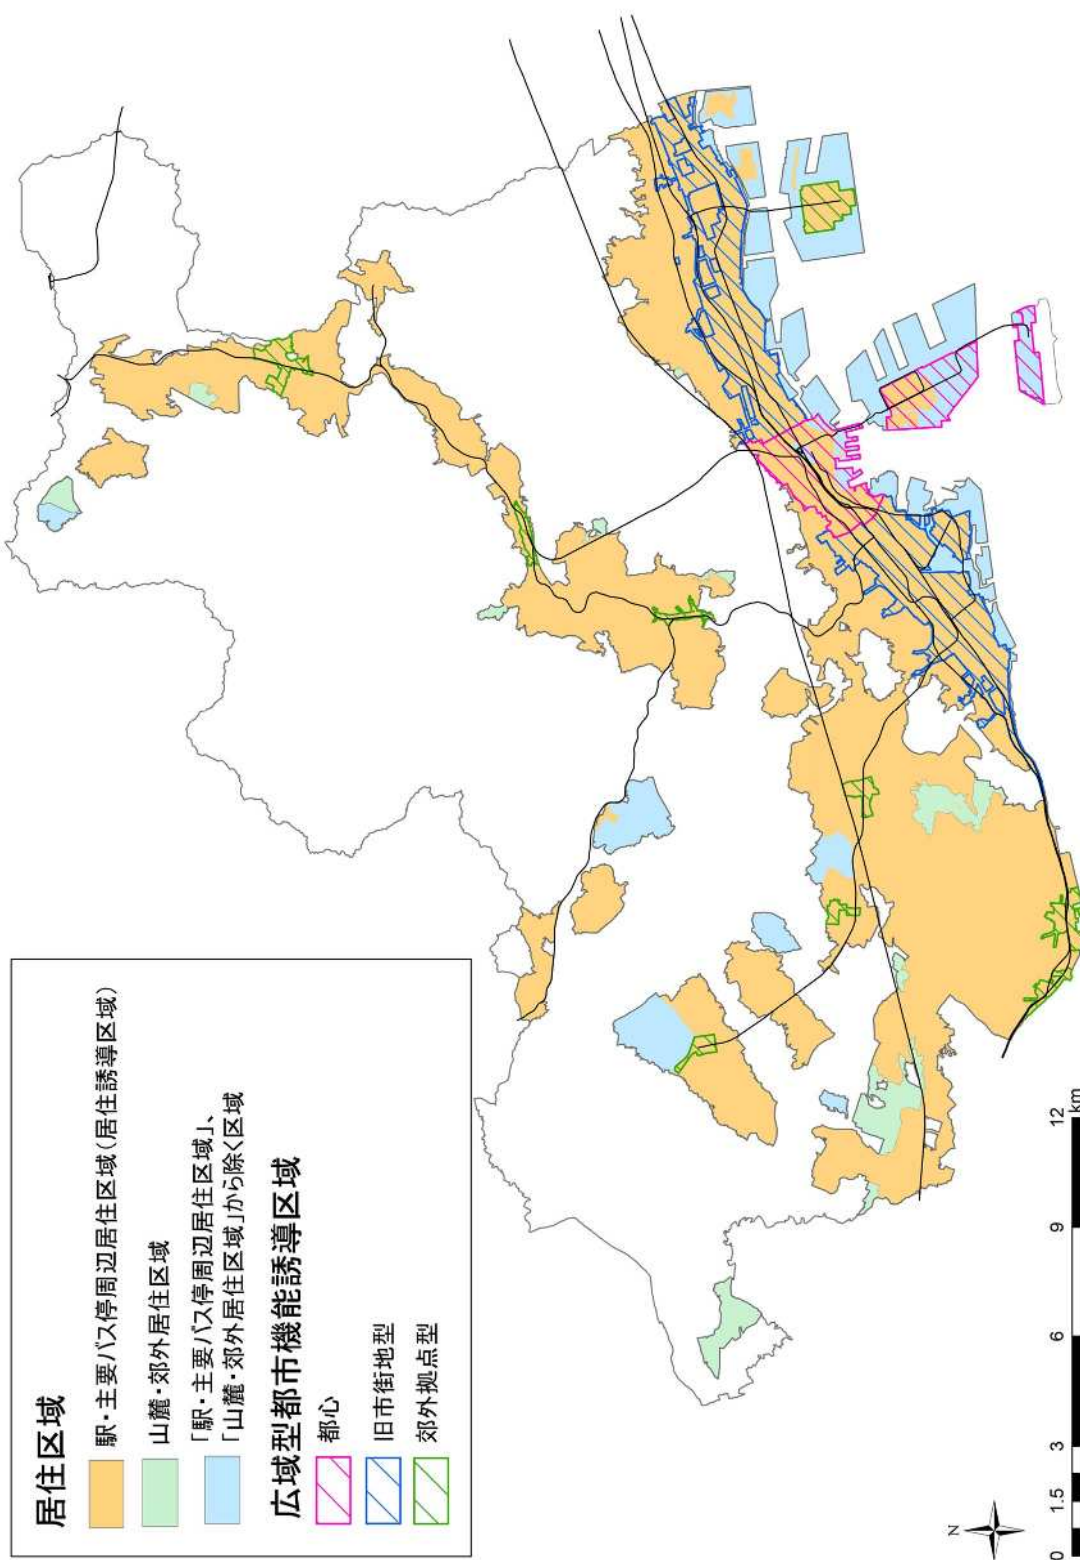 居住区域
駅・主要バス停周辺居住区域(居住誘導区域)
山麓・郊外居住区域
「駅・主要バス停周辺居住区域」、
「山麓・郊外居住区域」から除く区域
広域型都市機能誘導区域
都心
旧市街地型
郊外拠点型
N
0 1.5 3 6 9 12
km